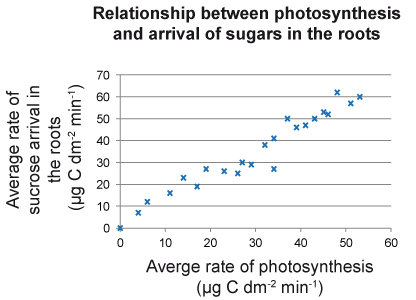 Relationship between photosynthesis
and arrival of sugars in the roots
Average rate of
sucrose arrival in
the roots
(µg C dm⁻² min⁻¹)
70
60
50
40
30
20
10
0
0 10 20 30 40 50 60
Averge rate of photosynthesis
(µg C dm⁻² min⁻¹)